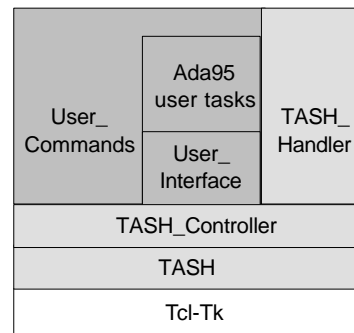 Ada95
user tasks
User_
Commands
TASH_
Handler
User_
Interface
TASH_Controller
TASH
Tcl-Tk